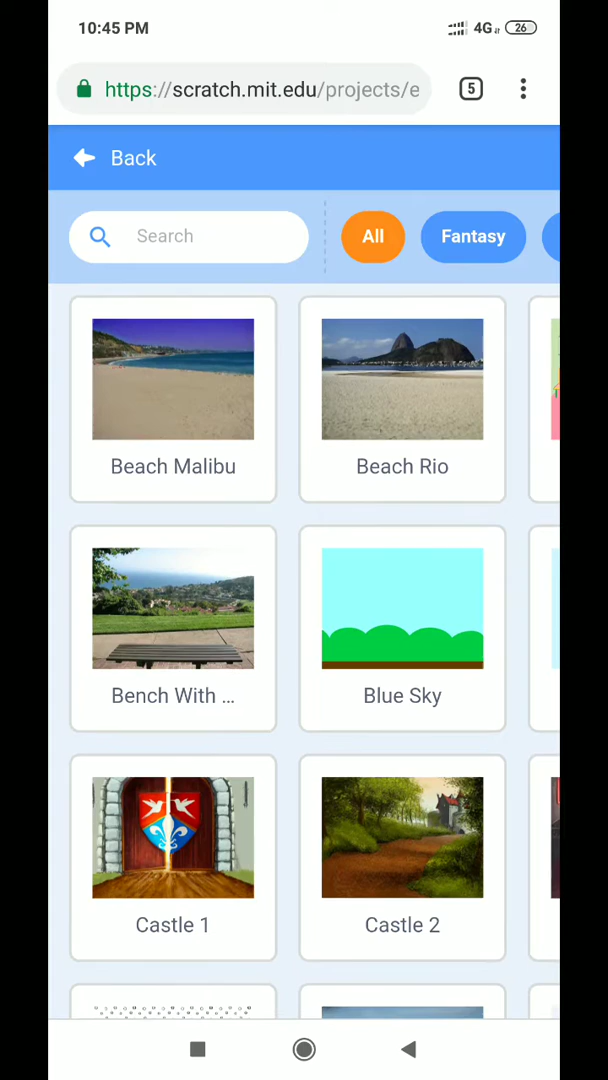 10:45 PM
4G
26
https://scratch.mit.edu/projects/e
5
Back
Search
All
Fantasy
Beach Malibu
Beach Rio
Bench With ...
Blue Sky
Castle 1
Castle 2